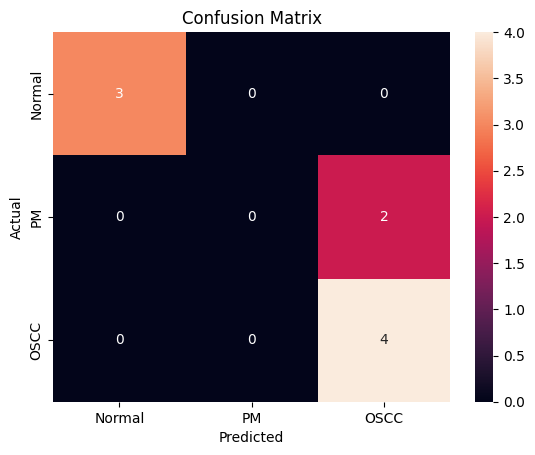 Confusion Matrix
Actual
Normal 3 0 0
PM 0 0 2
OSCC 0 0 4
Normal PM OSCC
Predicted
4.0
3.5
3.0
2.5
2.0
1.5
1.0
0.5
0.0